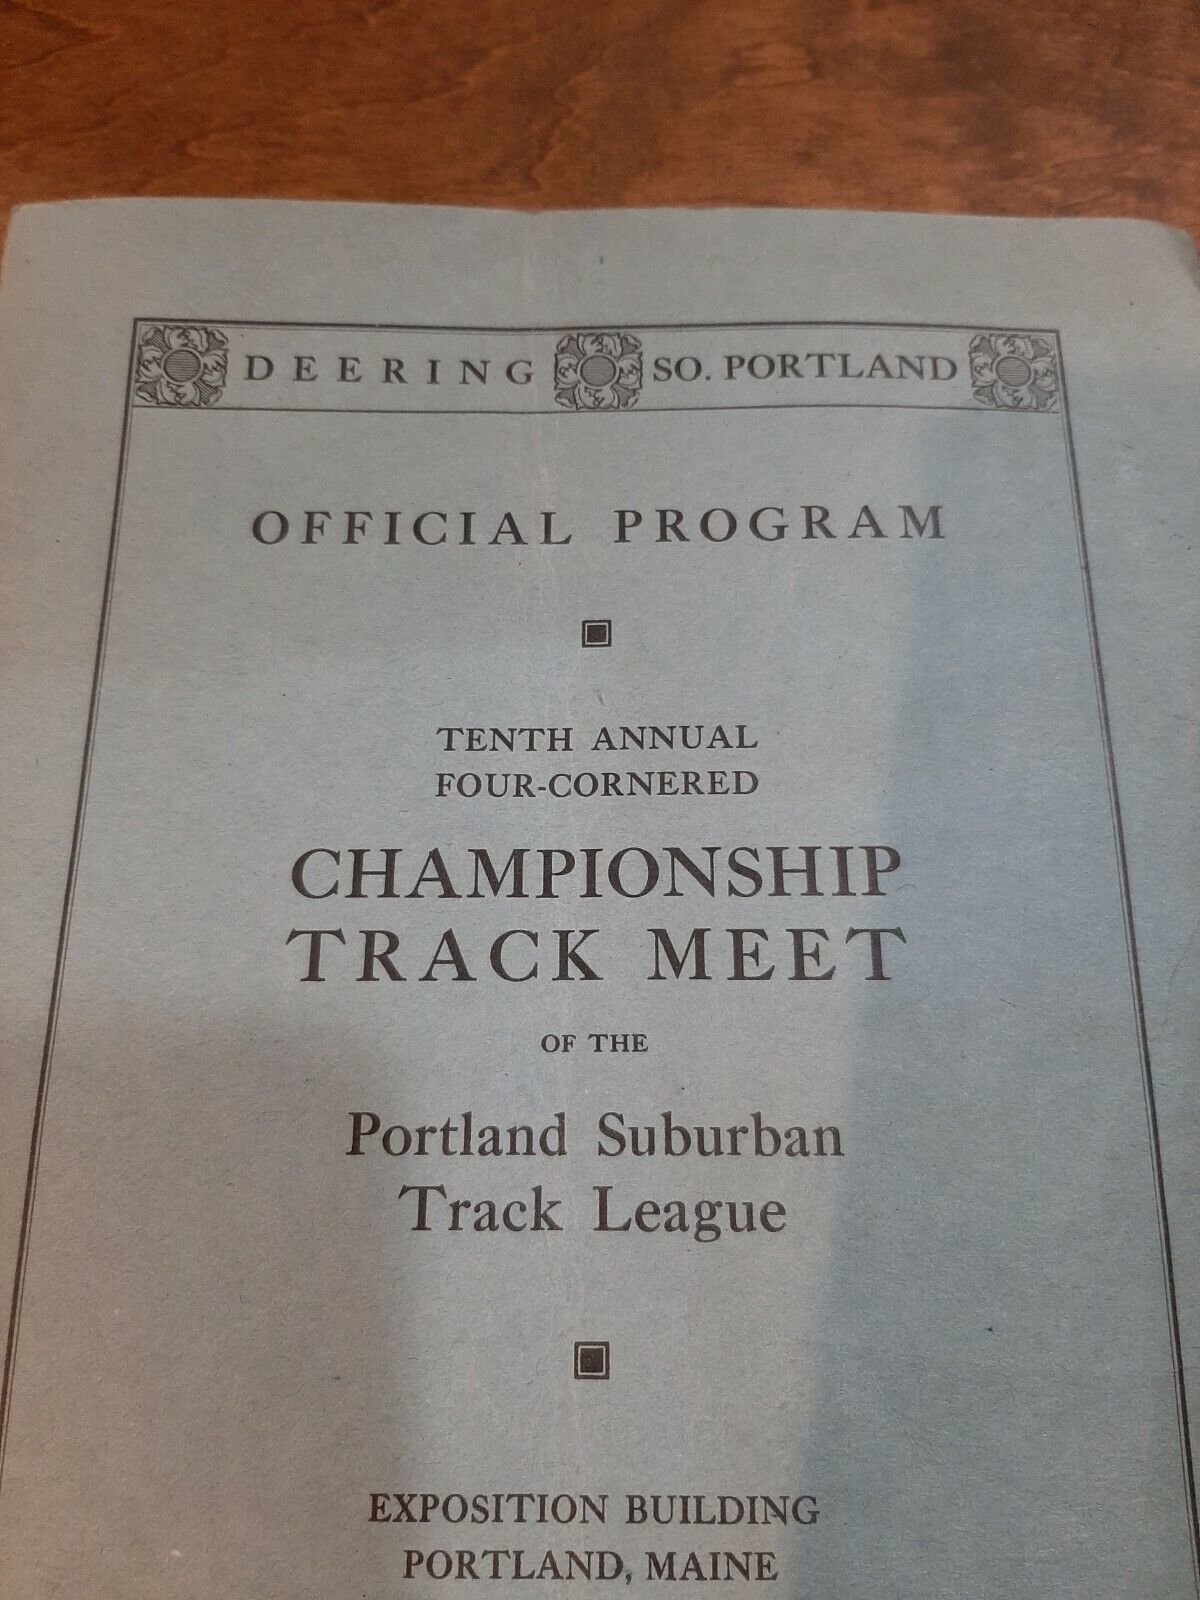 DEERING SO. PORTLAND
OFFICIAL PROGRAM
TENTH ANNUAL
FOUR-CORNERED
CHAMPIONSHIP
TRACK MEET
OF THE
Portland Suburban
Track League
EXPOSITION BUILDING
PORTLAND, MAINE